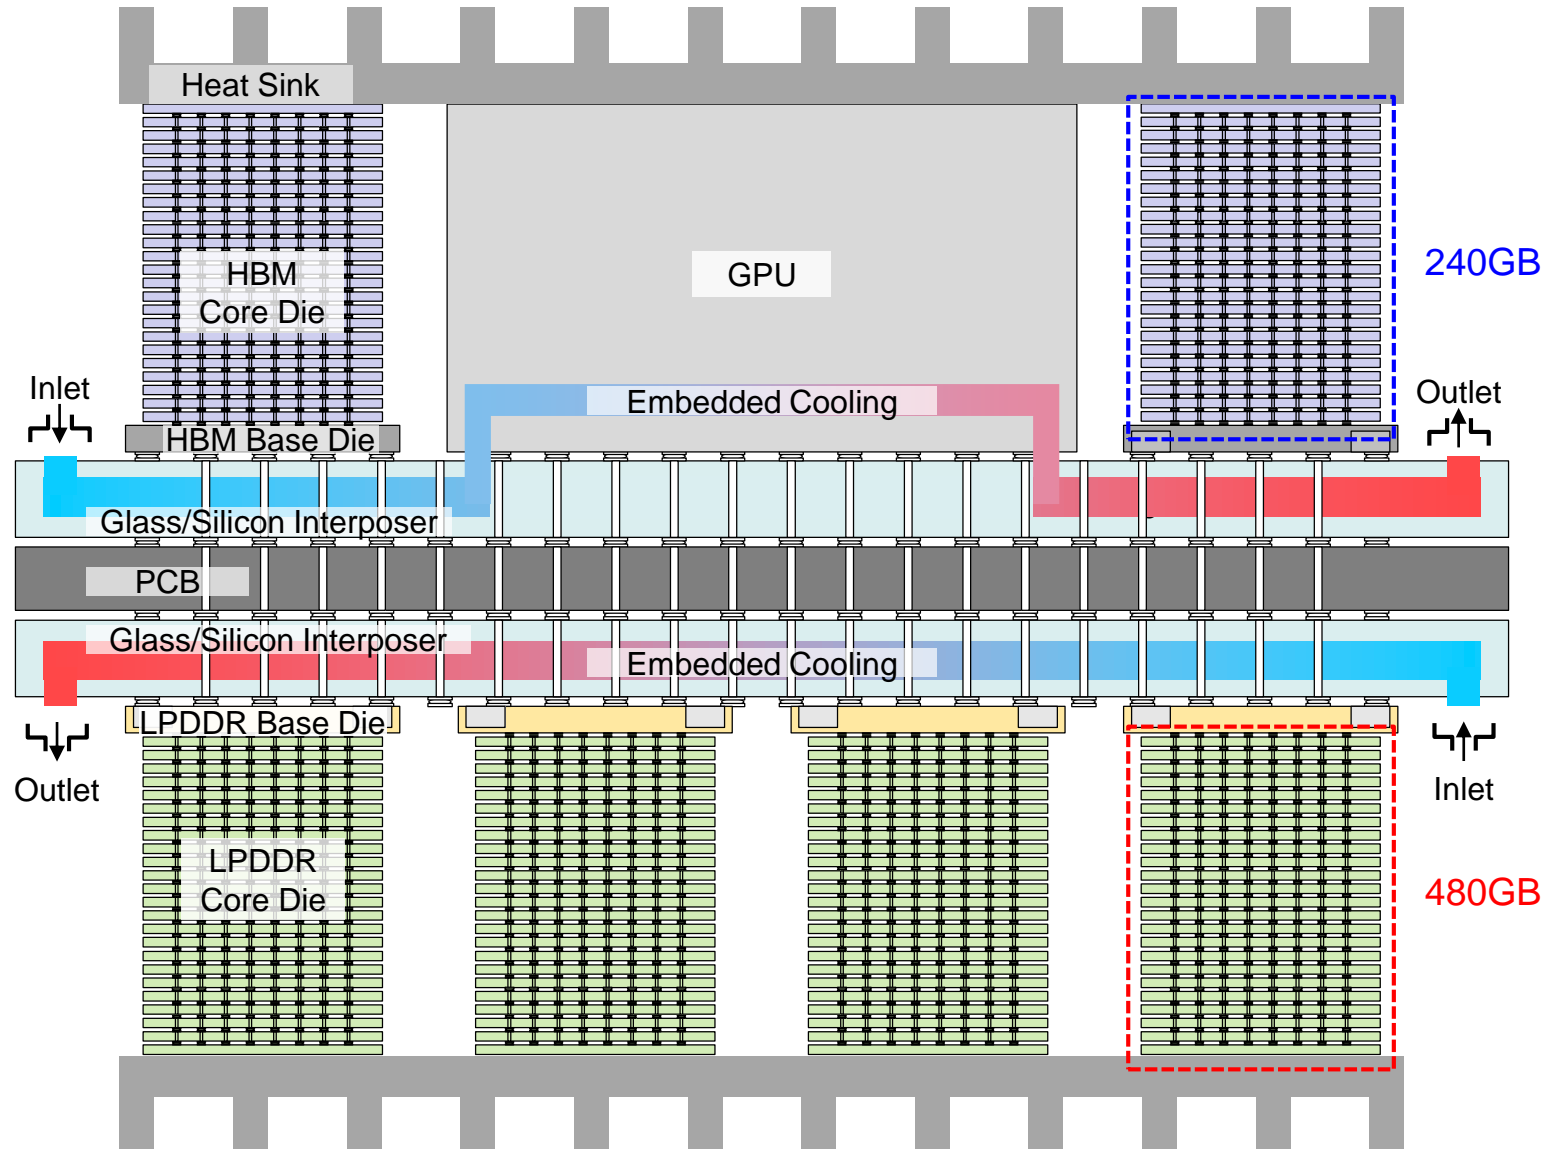 Heat Sink
HBM
Core Die
GPU
240GB
Inlet
Embedded Cooling
Outlet
HBM Base Die
Glass/Silicon Interposer
PCB
Glass/Silicon Interposer
Embedded Cooling
LPDDR Base Die
Outlet
Inlet
LPDDR
Core Die
480GB